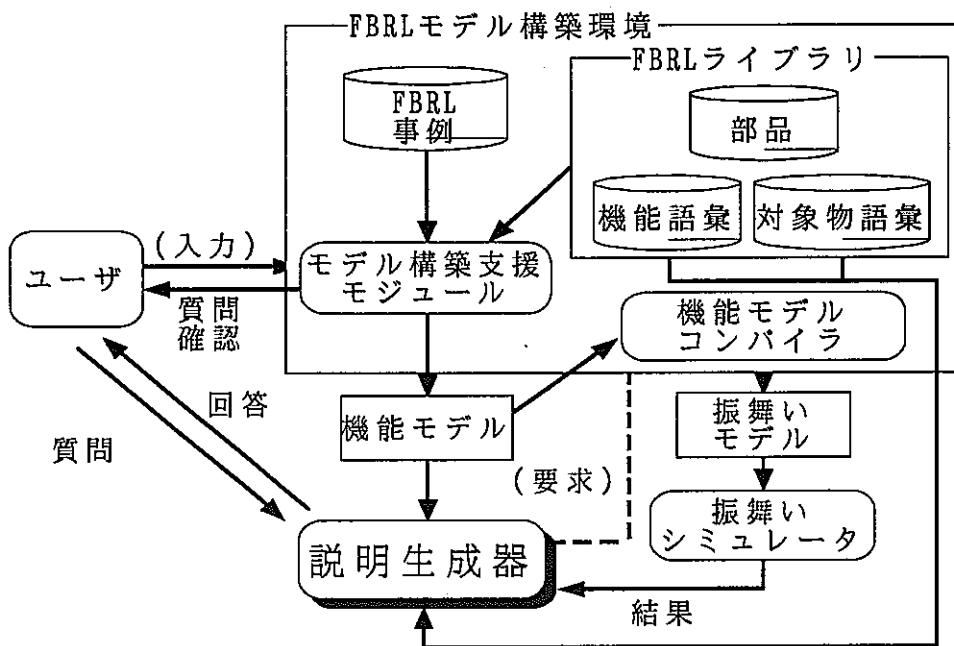 FBRLモデル構築環境
FBRLライブラリ
FBRL
事例
部品
機能語彙
対象物語彙
ユーザ
(入力)
質問
確認
モデル構築支援
モジュール
機能モデル
コンパイラ
回答
質問
機能モデル
(要求)
振舞い
モデル
振舞い
シミュレータ
説明生成器
結果